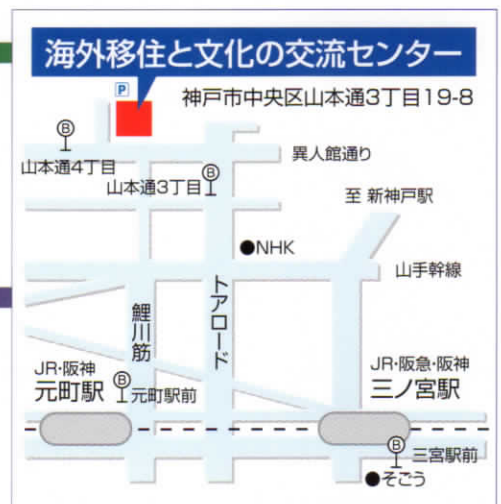 海外移住と文化の交流センター
P
神戸市中央区山本通3丁目19-8
B
山本通4丁目
異人館通り
B
山本通3丁目
至 新神戸駅
●NHK
山手幹線
鯉川筋
トアロード
JR・阪神
元町駅
B
元町駅前
JR・阪急・阪神
三ノ宮駅
B
三宮駅前
●そごう